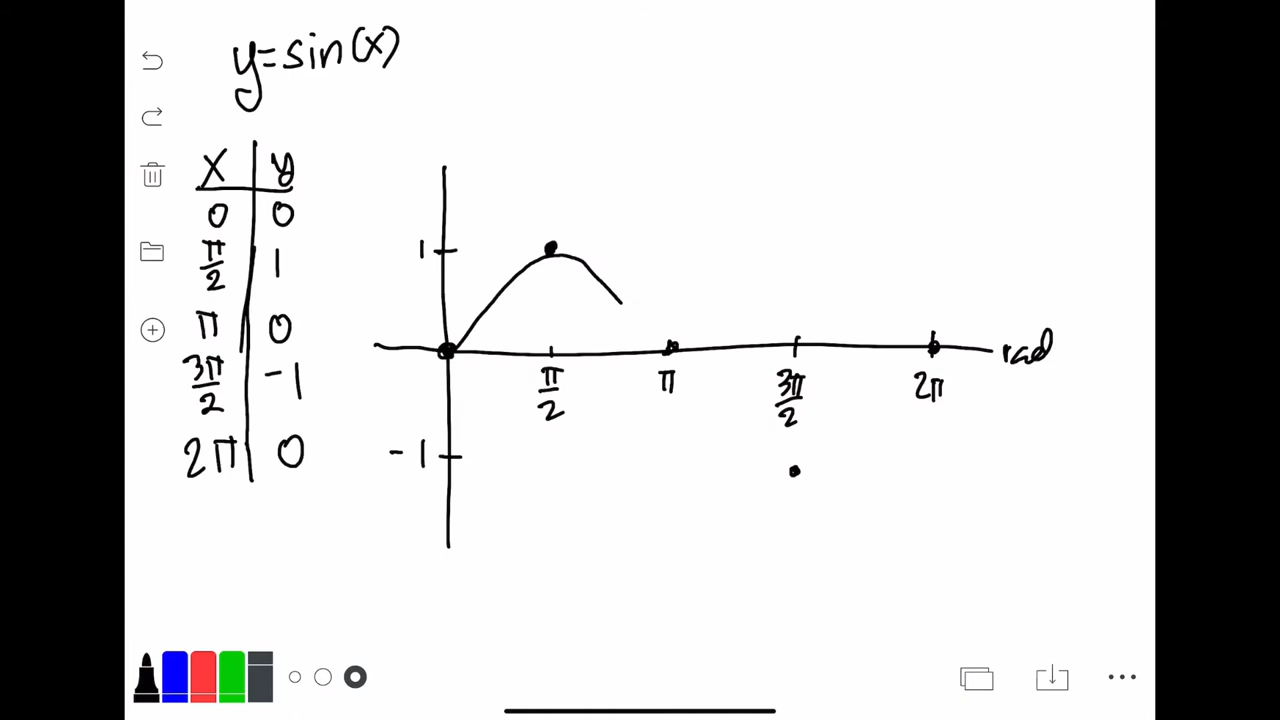 y=sin(x)
x y
0 0
π/2 1
π 0
3π/2 -1
2π 0
1
-1
π/2 π 3π/2 2π rad